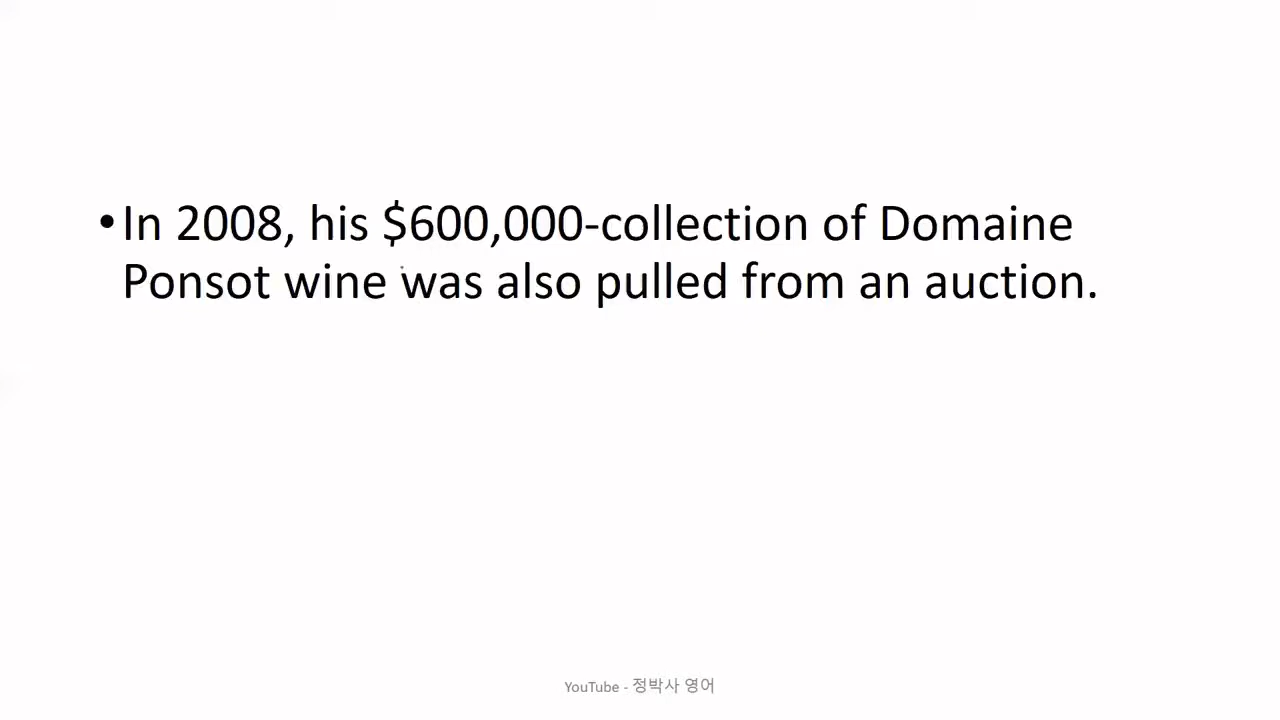 •In 2008, his $600,000-collection of Domaine
Ponsot wine was also pulled from an auction.
YouTube - 정박사 영어